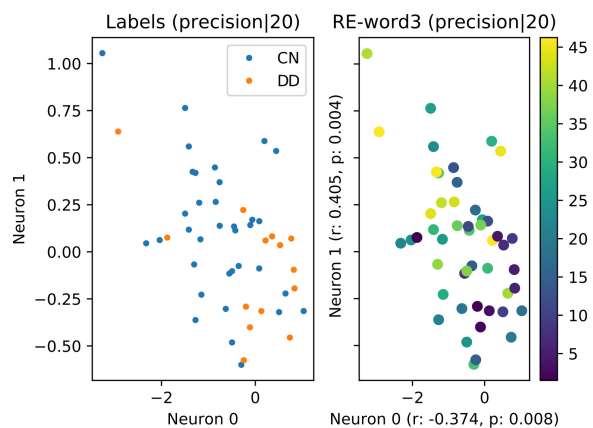 Labels (precision|20)
RE-word3 (precision|20)
CN
DD
1.00
0.75
0.50
0.25
0.00
−0.25
−0.50
Neuron 1
−2
0
Neuron 0
Neuron 1 (r: 0.405, p: 0.004)
−2
0
Neuron 0 (r: -0.374, p: 0.008)
45
40
35
30
25
20
15
10
5